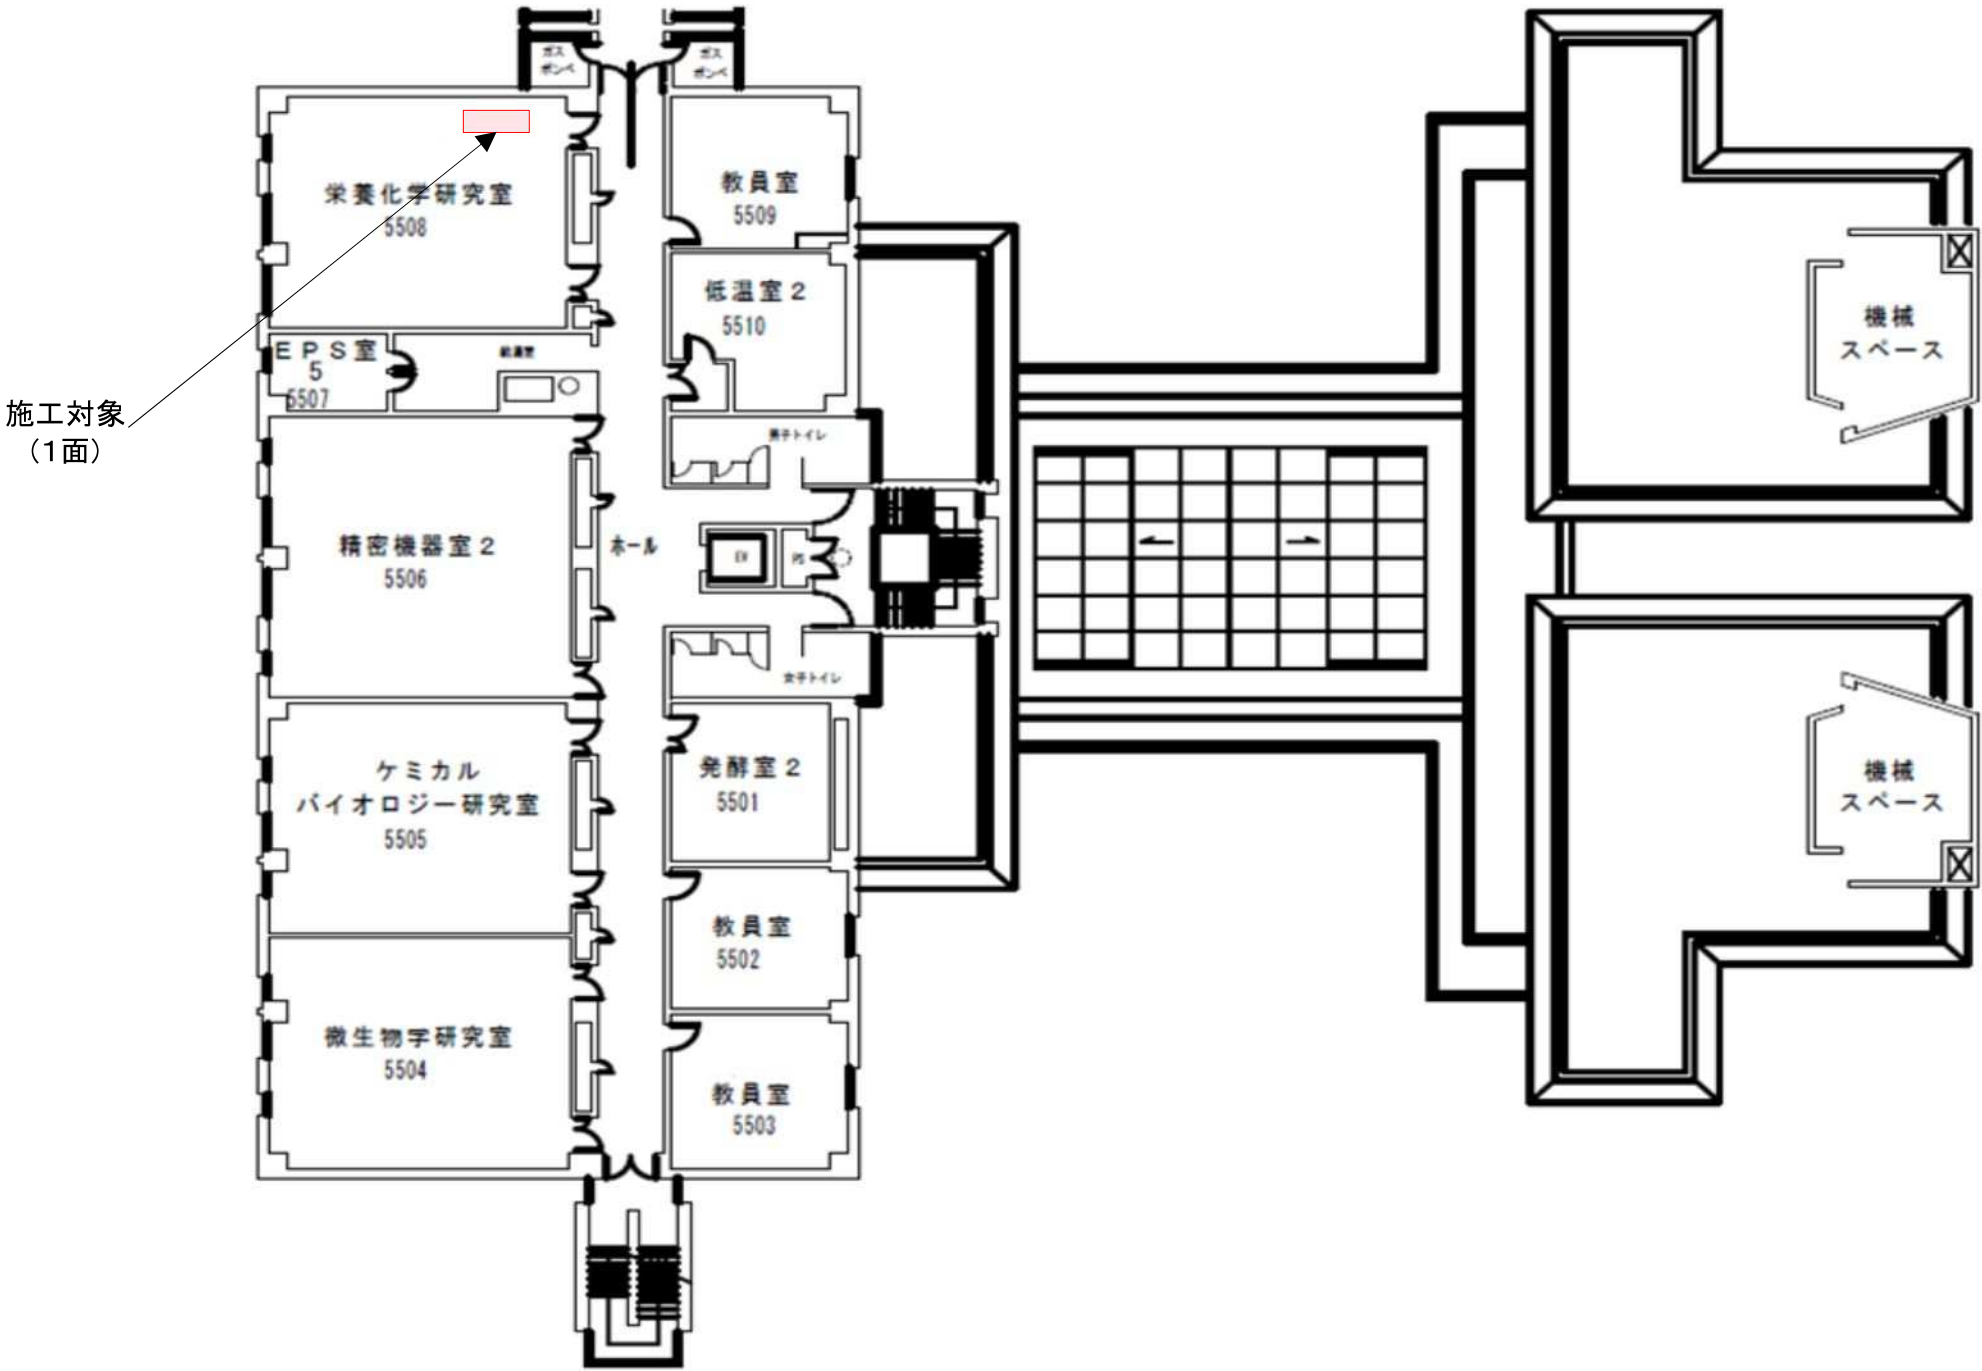 ガス
ボンベ
ガス
ボンベ
栄養化学研究室
5508
教員室
5509
低温室2
5510
EPS室
5
5507
給湯室
施工対象
（1面）
男子トイレ
精密機器室2
5506
ホール
EV
PS
女子トイレ
ケミカル
バイオロジー研究室
5505
発酵室2
5501
教員室
5502
微生物学研究室
5504
教員室
5503
機械
スペース
機械
スペース